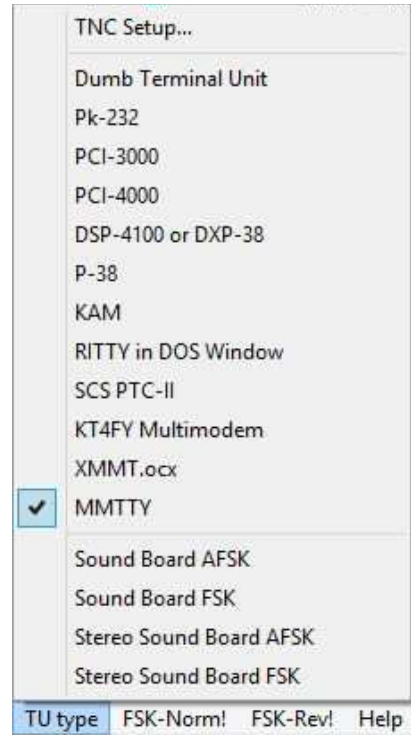 TNC Setup...
Dumb Terminal Unit
Pk-232
PCI-3000
PCI-4000
DSP-4100 or DXP-38
P-38
KAM
RITTY in DOS Window
SCS PTC-II
KT4FY Multimodem
XMMT.ocx
MMTTY
Sound Board AFSK
Sound Board FSK
Stereo Sound Board AFSK
Stereo Sound Board FSK
TU type FSK-Norm! FSK-Rev! Help